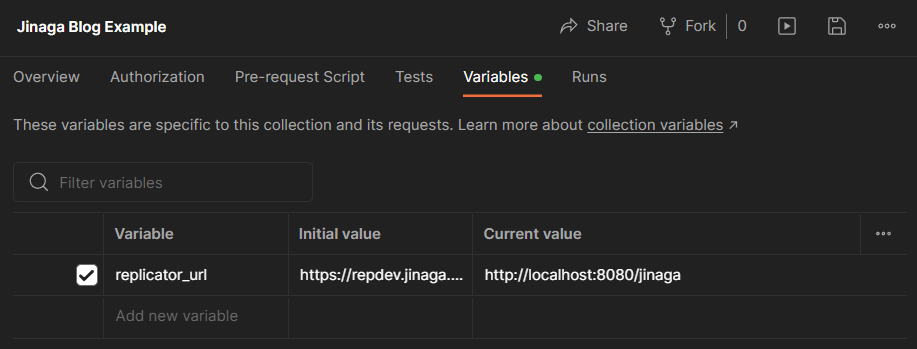 Jinaga Blog Example Share Fork 0
Overview Authorization Pre-request Script Tests Variables Runs
These variables are specific to this collection and its requests. Learn more about collection variables ↗
Filter variables
Variable Initial value Current value
replicator_url https://repdev.jinaga.... http://localhost:8080/jinaga
Add new variable